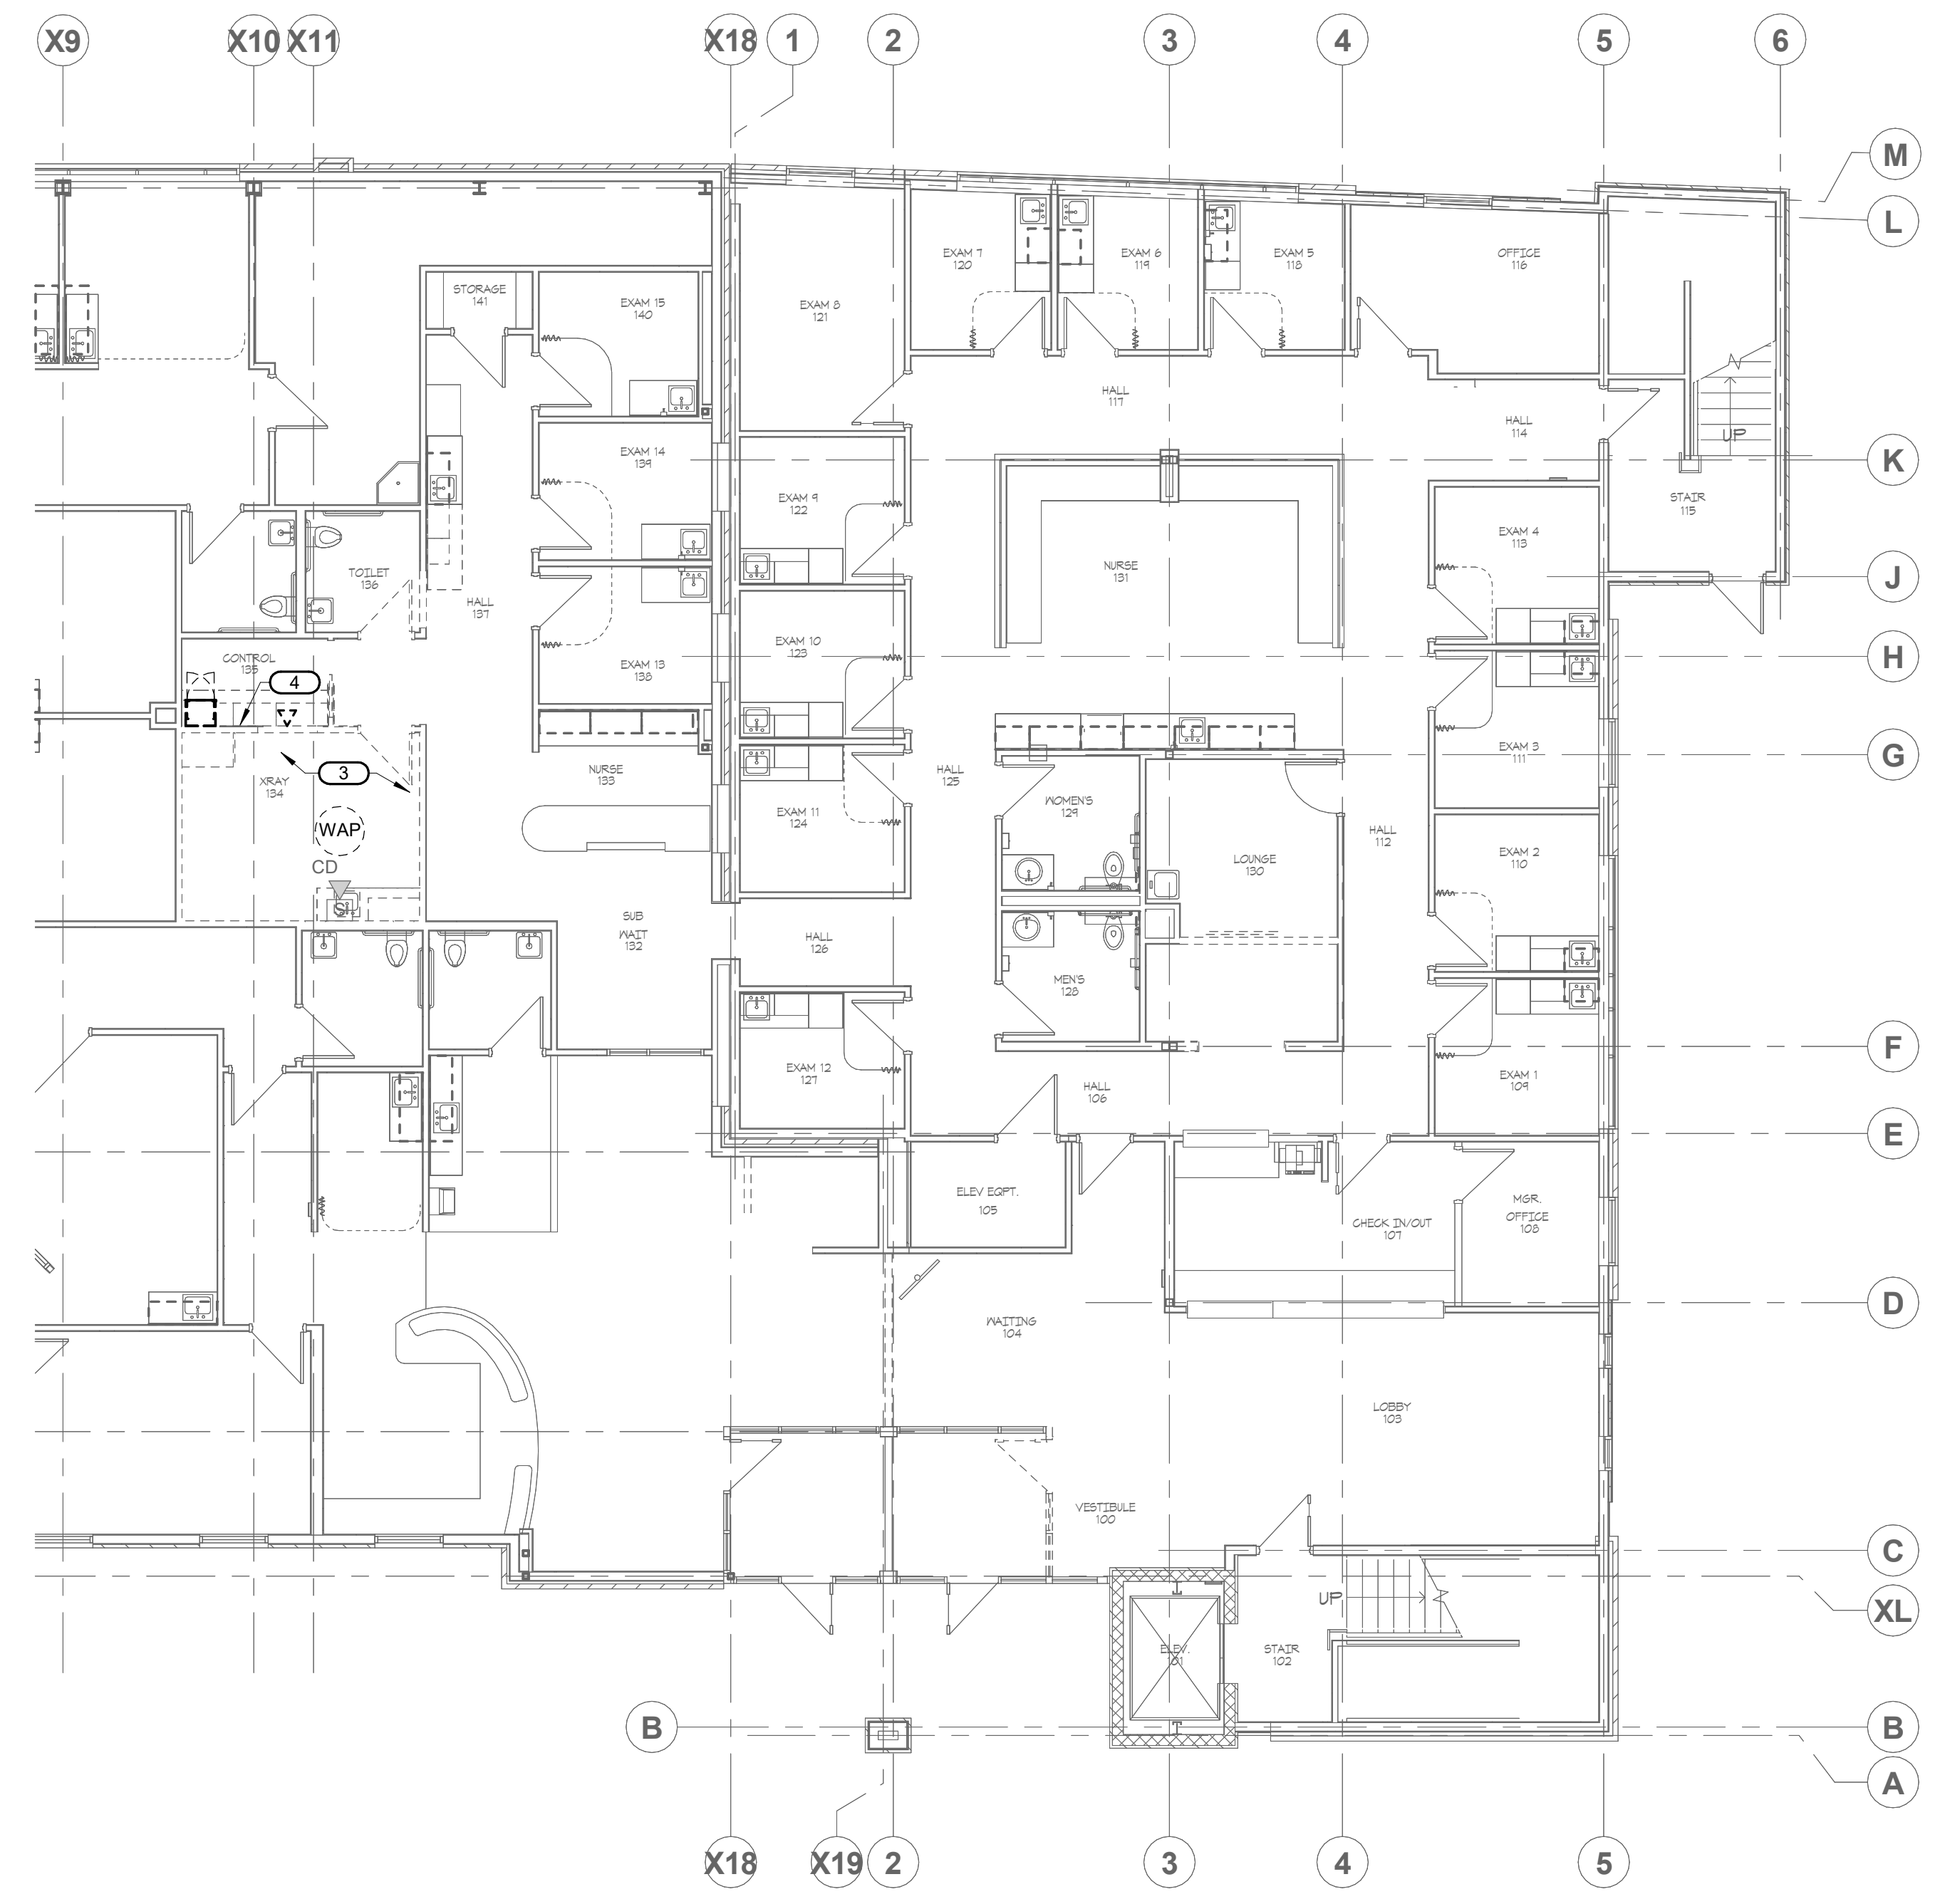 X9
X10
X11
X18
1
2
3
4
5
6
M
L
EXAM 7
120
EXAM 6
119
EXAM 5
118
OFFICE
116
STORAGE
141
EXAM 15
140
EXAM 8
121
HALL
117
HALL
114
UP
EXAM 14
139
K
EXAM 9
122
STAIR
115
EXAM 4
113
TOILET
136
NURSE
131
J
HALL
137
EXAM 10
123
CONTROL
135
EXAM 13
138
H
4
EXAM 3
111
G
3
XRAY
134
NURSE
133
HALL
125
WOMEN'S
129
EXAM 11
124
WAP
HALL
112
EXAM 2
110
CD
LOUNGE
130
S
SUB
WAIT
132
HALL
126
MEN'S
128
F
EXAM 12
127
EXAM 1
109
HALL
106
E
ELEV EQPT.
105
MGR.
OFFICE
108
CHECK IN/OUT
107
D
WAITING
104
LOBBY
103
VESTIBULE
100
C
UP
XL
ELEV.
101
STAIR
102
B
B
A
X18
X19
2
3
4
5